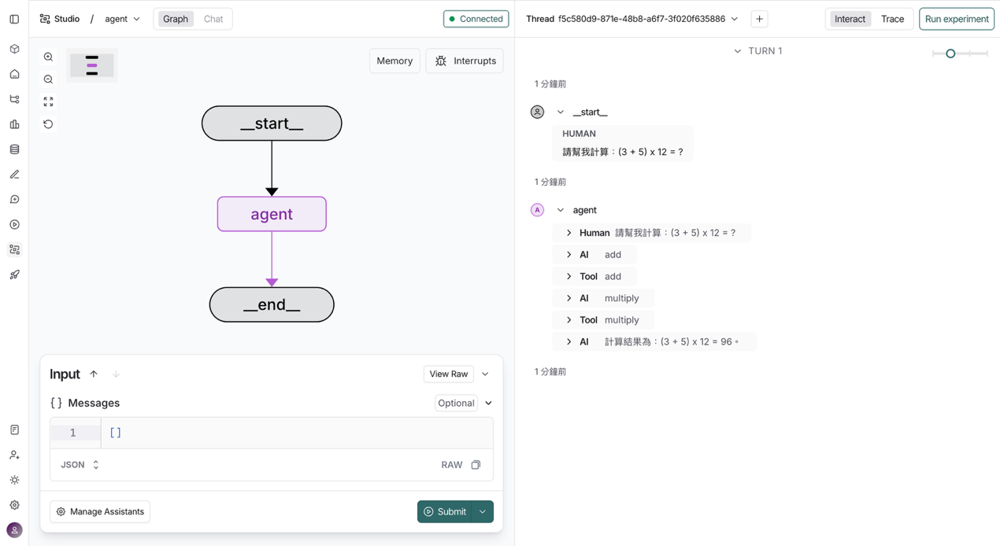 Studio / agent
Graph Chat
Connected
Memory
Interrupts
__start__
agent
__end__
Input
View Raw
{} Messages
Optional
1 []
JSON
RAW
Manage Assistants
Submit
Thread f5c580d9-871e-48b8-a6f7-3f020f635886
+
Interact Trace
Run experiment
TURN 1
1 分鐘前
__start__
HUMAN
請幫我計算：(3 + 5) x 12 = ?
1 分鐘前
A agent
Human 請幫我計算：(3 + 5) x 12 = ?
AI add
Tool add
AI multiply
Tool multiply
AI 計算結果為：(3 + 5) x 12 = 96。
1 分鐘前